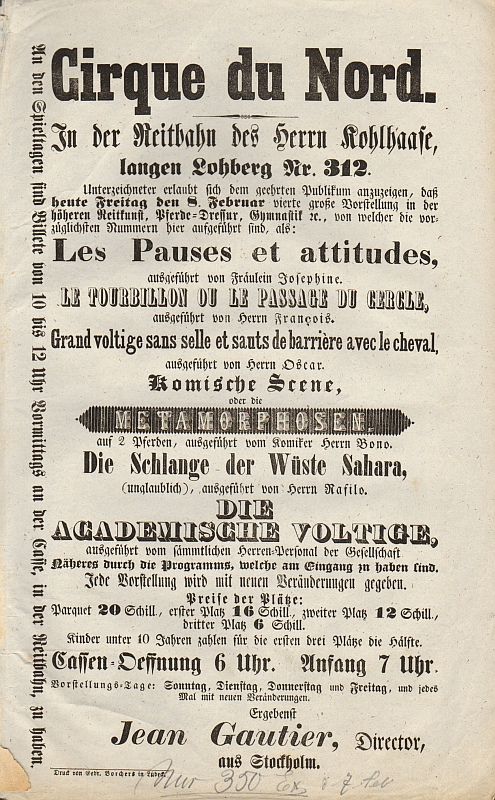 Cirque du Nord.
In der Reitbahn des Herrn Kohlhaase,
langen Lohberg Nr. 312.
Unterzeichneter erlaubt sich dem geehrten Publikum anzuzeigen, daß
heute Freitag den 8. Februar vierte große Vorstellung in der
höheren Reitkunst, Pferde-Dressur, Gymnastik ꝛc., von welcher die vor-
züglichsten Nummern hier aufgeführt sind, als:
Les Pauses et attitudes,
ausgeführt von Fräulein Josephine.
LE TOURBILLON OU LE PASSAGE DU CERCLE,
ausgeführt von Herrn François.
Grand voltige sans selle et sauts de barrière avec le cheval,
ausgeführt von Herrn Oscar.
Komische Scene,
oder die
METAMORPHOSEN.
auf 2 Pferden, ausgeführt vom Komiker Herrn Bono.
Die Schlange der Wüste Sahara,
(unglaublich), ausgeführt von Herrn Rafilo.
DIE
ACADEMISCHE VOLTIGE,
ausgeführt vom sämmtlichen Herren-Personal der Gesellschaft
Näheres durch die Programms, welche am Eingang zu haben sind.
Jede Vorstellung wird mit neuen Veränderungen gegeben.
Preise der Plätze:
Parquet 20 Schill., erster Platz 16 Schill., zweiter Platz 12 Schill.,
dritter Platz 6 Schill.
Kinder unter 10 Jahren zahlen für die ersten drei Plätze die Hälfte.
Cassen-Oeffnung 6 Uhr. Anfang 7 Uhr.
Vorstellungs-Tage: Sonntag, Dienstag, Donnerstag und Freitag, und jedes
Mal mit neuen Veränderungen.
Ergebenst
Jean Gautier, Director,
aus Stockholm.
Druck von Gebr. Borchers in Lübeck.
Nur 350 Ex.
An den Spieltagen sind Billete von 10 bis 12 Uhr Vormittags an der Casse, in der Reitbahn, zu haben.